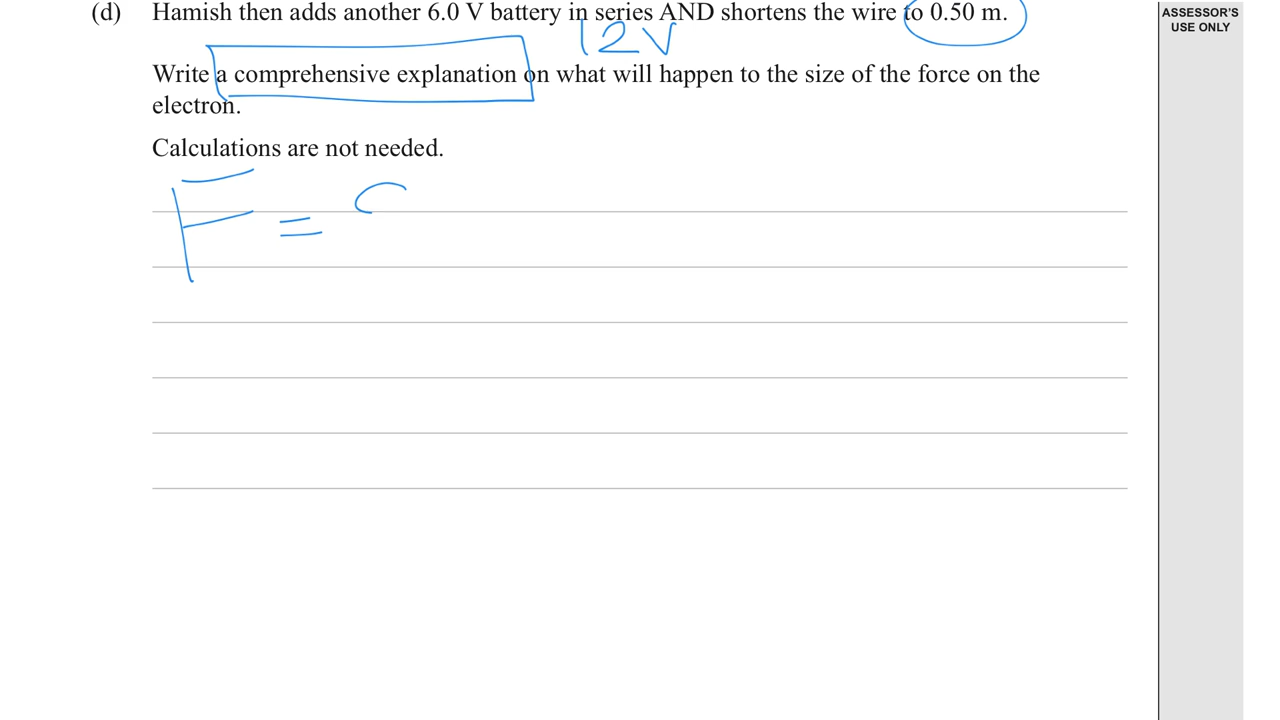 (d) Hamish then adds another 6.0 V battery in series AND shortens the wire to 0.50 m.
ASSESSOR'S
USE ONLY
12V
Write a comprehensive explanation on what will happen to the size of the force on the
electron.
Calculations are not needed.
F =